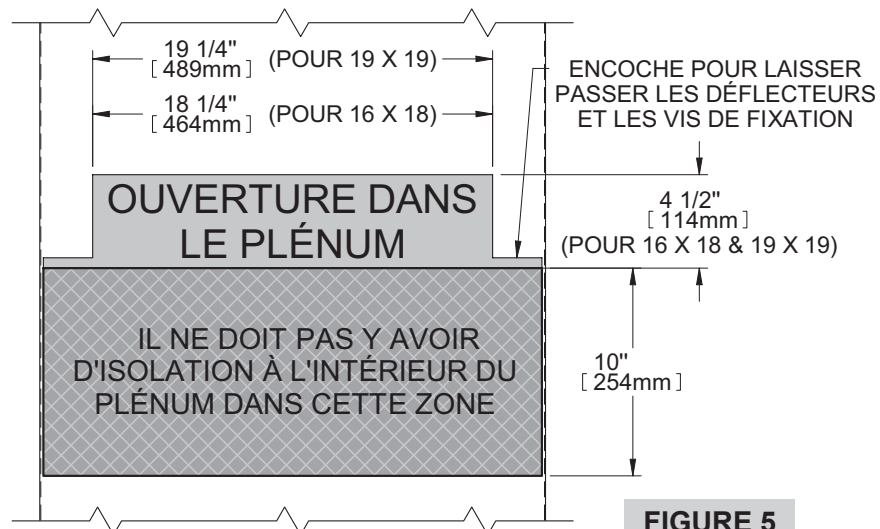 19 1/4"
[ 489mm ] (POUR 19 X 19)
18 1/4"
[ 464mm ] (POUR 16 X 18)
ENCOCHE POUR LAISSER
PASSER LES DÉFLECTEURS
ET LES VIS DE FIXATION
OUVERTURE DANS
LE PLÉNUM
4 1/2"
[ 114mm ]
(POUR 16 X 18 & 19 X 19)
IL NE DOIT PAS Y AVOIR
D'ISOLATION À L'INTÉRIEUR DU
PLÉNUM DANS CETTE ZONE
10"
[ 254mm ]
FIGURE 5